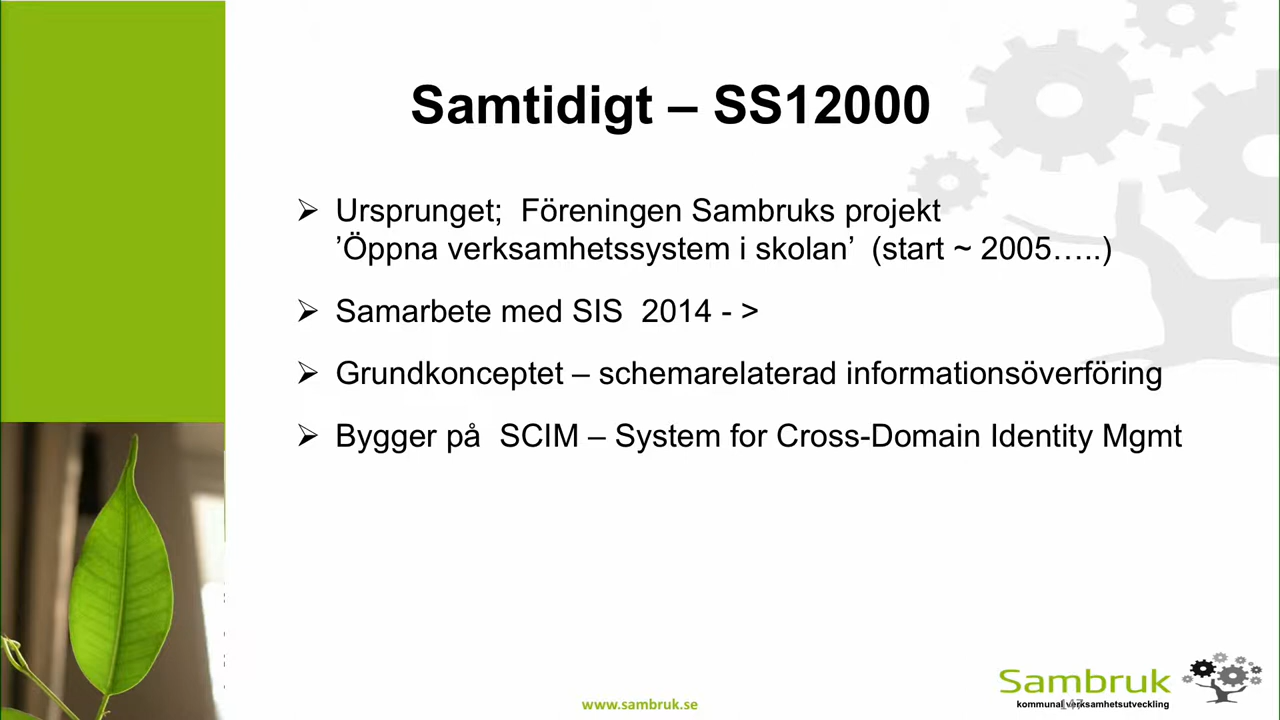 Samtidigt – SS12000
➢ Ursprunget;  Föreningen Sambruks projekt
’Öppna verksamhetssystem i skolan’  (start ~ 2005…..)
➢ Samarbete med SIS  2014 - >
➢ Grundkonceptet – schemarelaterad informationsöverföring
➢ Bygger på  SCIM – System for Cross-Domain Identity Mgmt
Sambruk
kommunal verksamhetsutveckling
www.sambruk.se